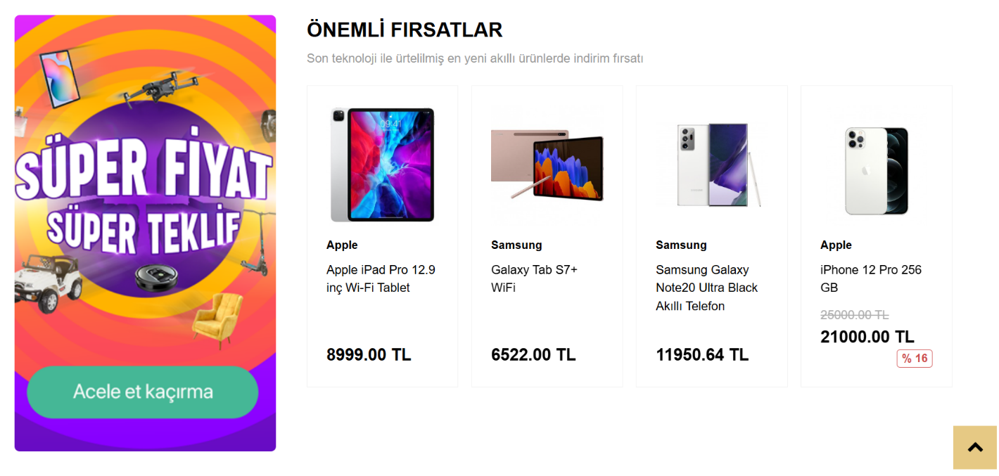 SÜPER FİYAT
SÜPER TEKLİF
Acele et kaçırma
ÖNEMLİ FIRSATLAR
Son teknoloji ile ürtelilmiş en yeni akıllı ürünlerde indirim fırsatı
09:41
Apple
Apple iPad Pro 12.9
inç Wi-Fi Tablet
8999.00 TL
Samsung
Galaxy Tab S7+
WiFi
6522.00 TL
SAMSUNG
Samsung
Samsung Galaxy
Note20 Ultra Black
Akıllı Telefon
11950.64 TL
Apple
iPhone 12 Pro 256
GB
25000.00 TL
21000.00 TL
% 16